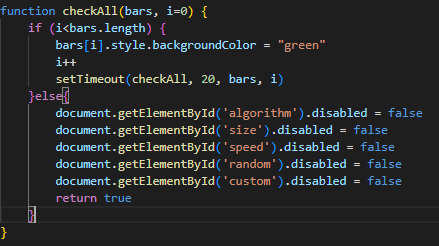 function checkAll(bars, i=0) {
    if (i<bars.length) {
        bars[i].style.backgroundColor = "green"
        i++
        setTimeout(checkAll, 20, bars, i)
    }else{
        document.getElementById('algorithm').disabled = false
        document.getElementById('size').disabled = false
        document.getElementById('speed').disabled = false
        document.getElementById('random').disabled = false
        document.getElementById('custom').disabled = false
        return true
    }
}